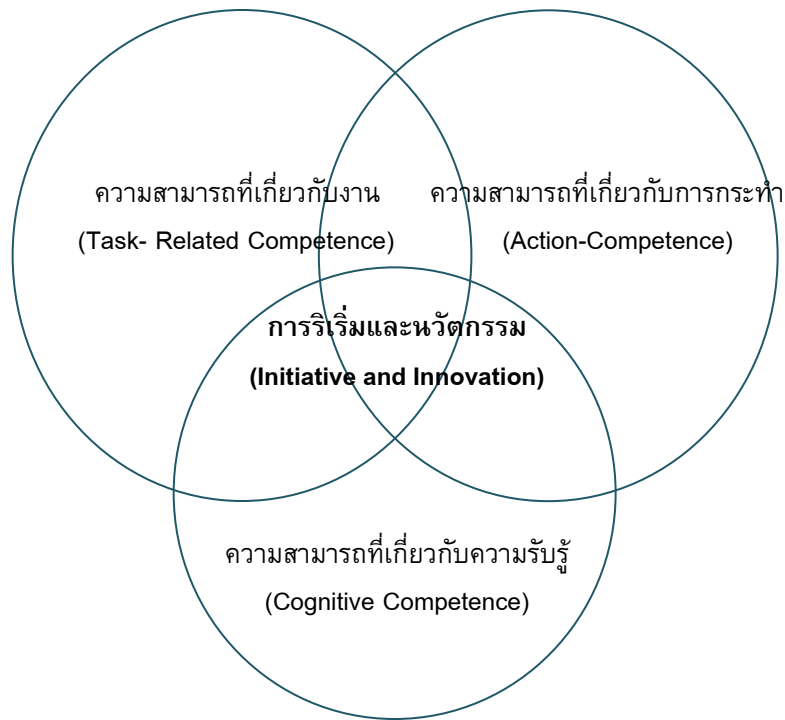 ความสามารถที่เกี่ยวกับงาน
(Task- Related Competence)
ความสามารถที่เกี่ยวกับการกระทำ
(Action-Competence)
การริเริ่มและนวัตกรรม
(Initiative and Innovation)
ความสามารถที่เกี่ยวกับความรับรู้
(Cognitive Competence)